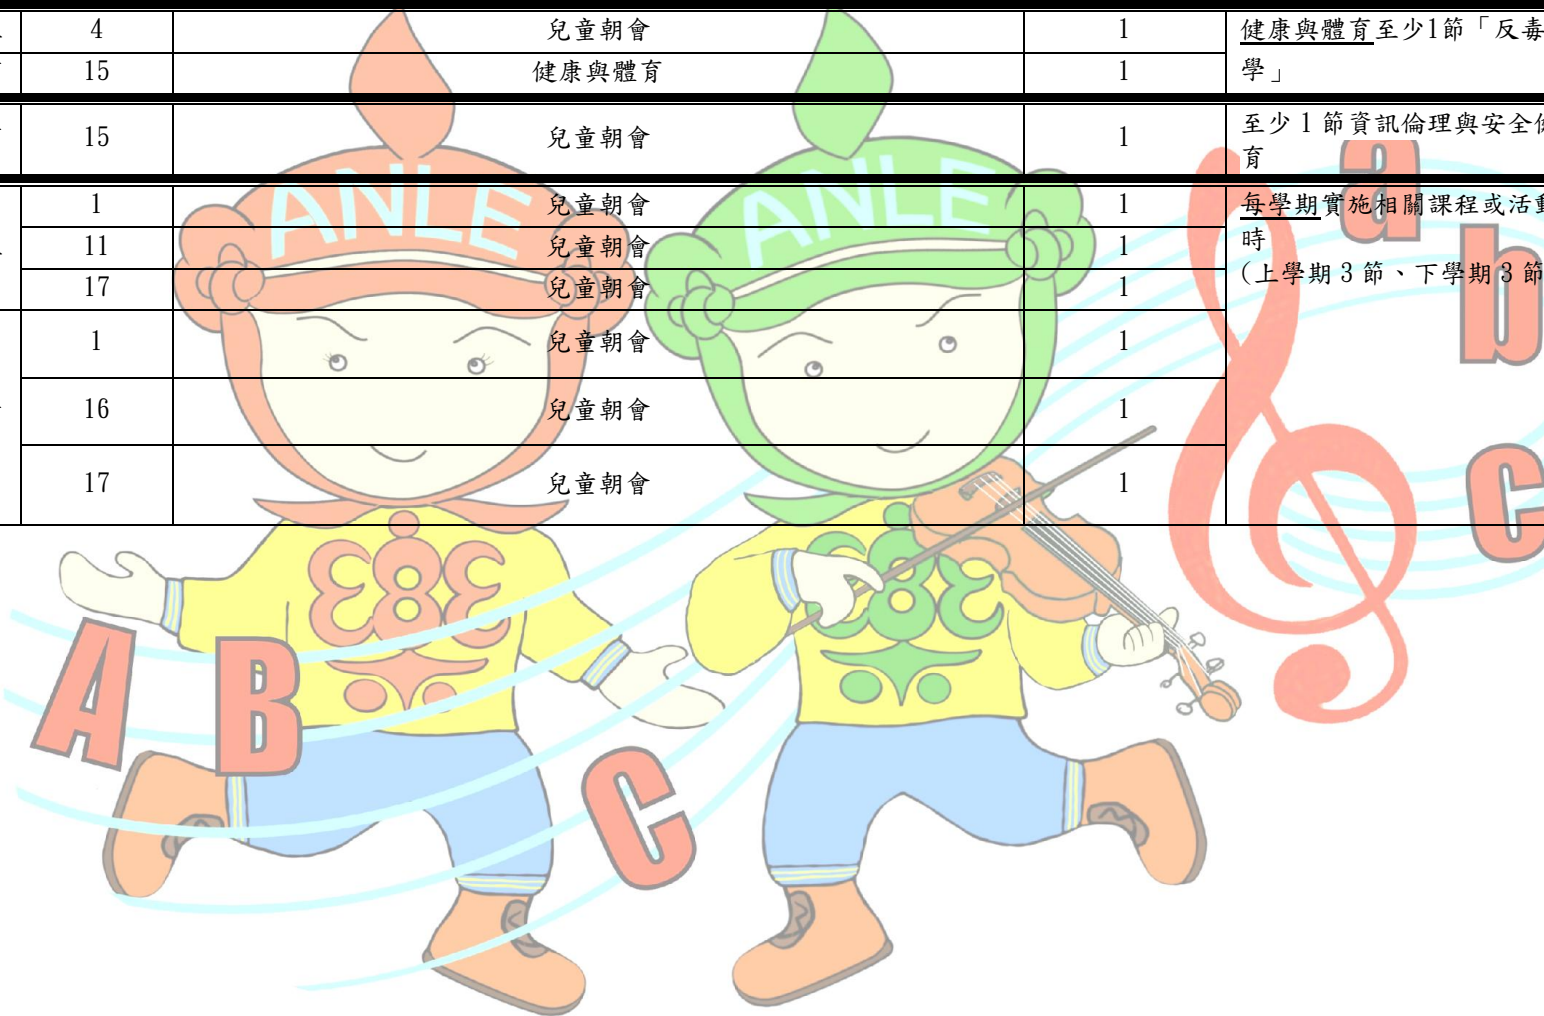 4 兒童朝會 1 健康與體育至少1節「反毒
15 健康與體育 1 學」
15 兒童朝會 1 至少 1 節資訊倫理與安全
育
1 兒童朝會 1 每學期實施相關課程或活動
11 兒童朝會 1 時
17 兒童朝會 1 (上學期 3 節、下學期 3 節
1 兒童朝會 1
16 兒童朝會 1
17 兒童朝會 1
ANLE ANLE
a
b
c
A
B
C